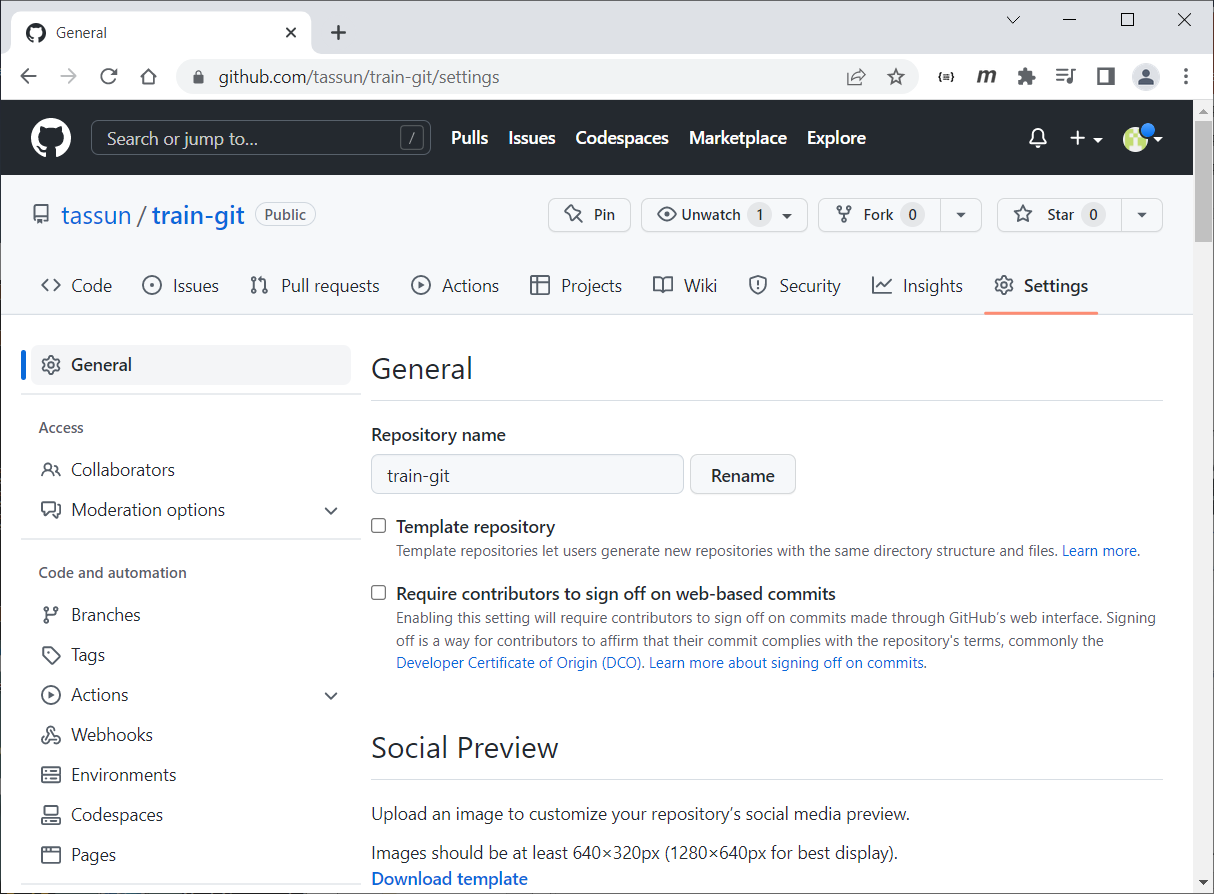 General
github.com/tassun/train-git/settings
Search or jump to... /
Pulls Issues Codespaces Marketplace Explore
tassun / train-git Public
Pin Unwatch 1 Fork 0 Star 0
Code Issues Pull requests Actions Projects Wiki Security Insights Settings
General
Access
Collaborators
Moderation options
Code and automation
Branches
Tags
Actions
Webhooks
Environments
Codespaces
Pages
General
Repository name
train-git Rename
Template repository
Template repositories let users generate new repositories with the same directory structure and files. Learn more.
Require contributors to sign off on web-based commits
Enabling this setting will require contributors to sign off on commits made through GitHub’s web interface. Signing
off is a way for contributors to affirm that their commit complies with the repository's terms, commonly the
Developer Certificate of Origin (DCO). Learn more about signing off on commits.
Social Preview
Upload an image to customize your repository’s social media preview.
Images should be at least 640×320px (1280×640px for best display).
Download template